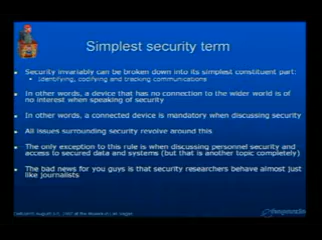 Simplest security term
Security invariably can be broken down into its simplest constituent part:
Identifying, codifying and tracking communications
In other words, a device that has no connection to the wider world is of
no interest when speaking of security
In other words, a connected device is mandatory when discussing security
All issues surrounding security revolve around this
The only exception to this rule is when discussing personnel security and
access to secured data and systems (but that is another topic completely)
The bad news for you guys is that security researchers behave almost just
like journalists